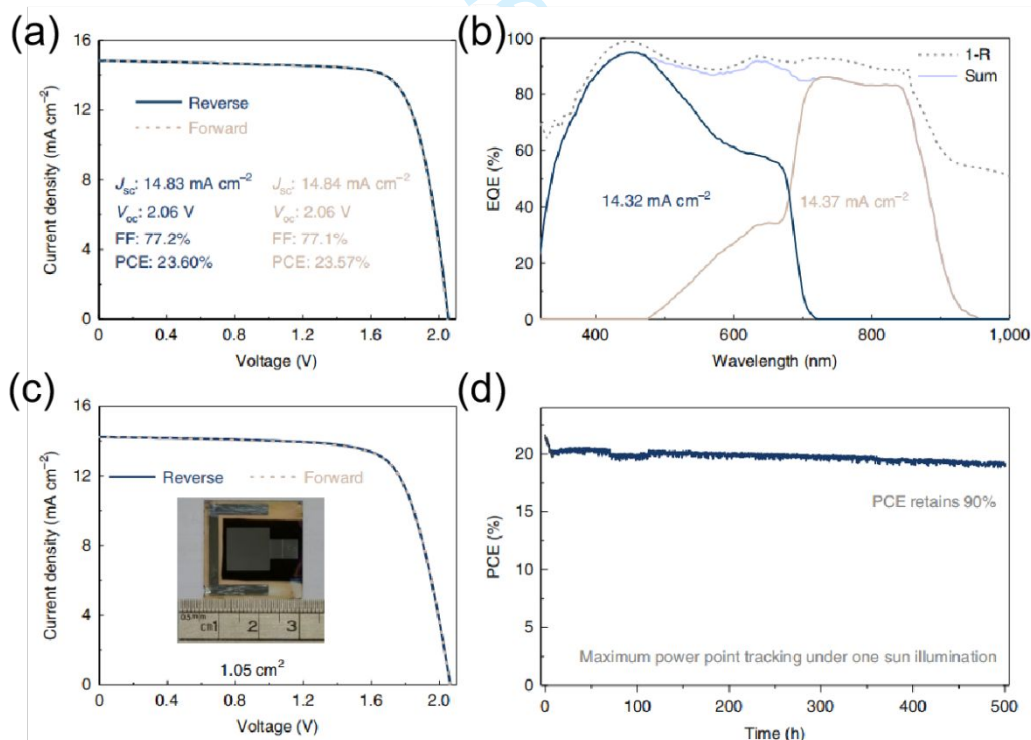 (a)
16
12
8
4
0
0
0.4
0.8
1.2
1.6
2.0
Current density (mA cm–2)
Voltage (V)
Reverse
Forward
Jsc: 14.83 mA cm–2
Voc: 2.06 V
FF: 77.2%
PCE: 23.60%
Jsc: 14.84 mA cm–2
Voc: 2.06 V
FF: 77.1%
PCE: 23.57%
(b)
100
80
60
40
20
0
400
600
800
1,000
EQE (%)
Wavelength (nm)
1-R
Sum
14.32 mA cm–2
14.37 mA cm–2
(c)
16
12
8
4
0
0
0.4
0.8
1.2
1.6
2.0
Current density (mA cm–2)
Voltage (V)
Reverse
Forward
0.5mm
cm1 2 3
1.05 cm2
(d)
30
20
10
0
0
100
200
300
400
500
PCE (%)
Time (h)
PCE retains 90%
Maximum power point tracking under one sun illumination